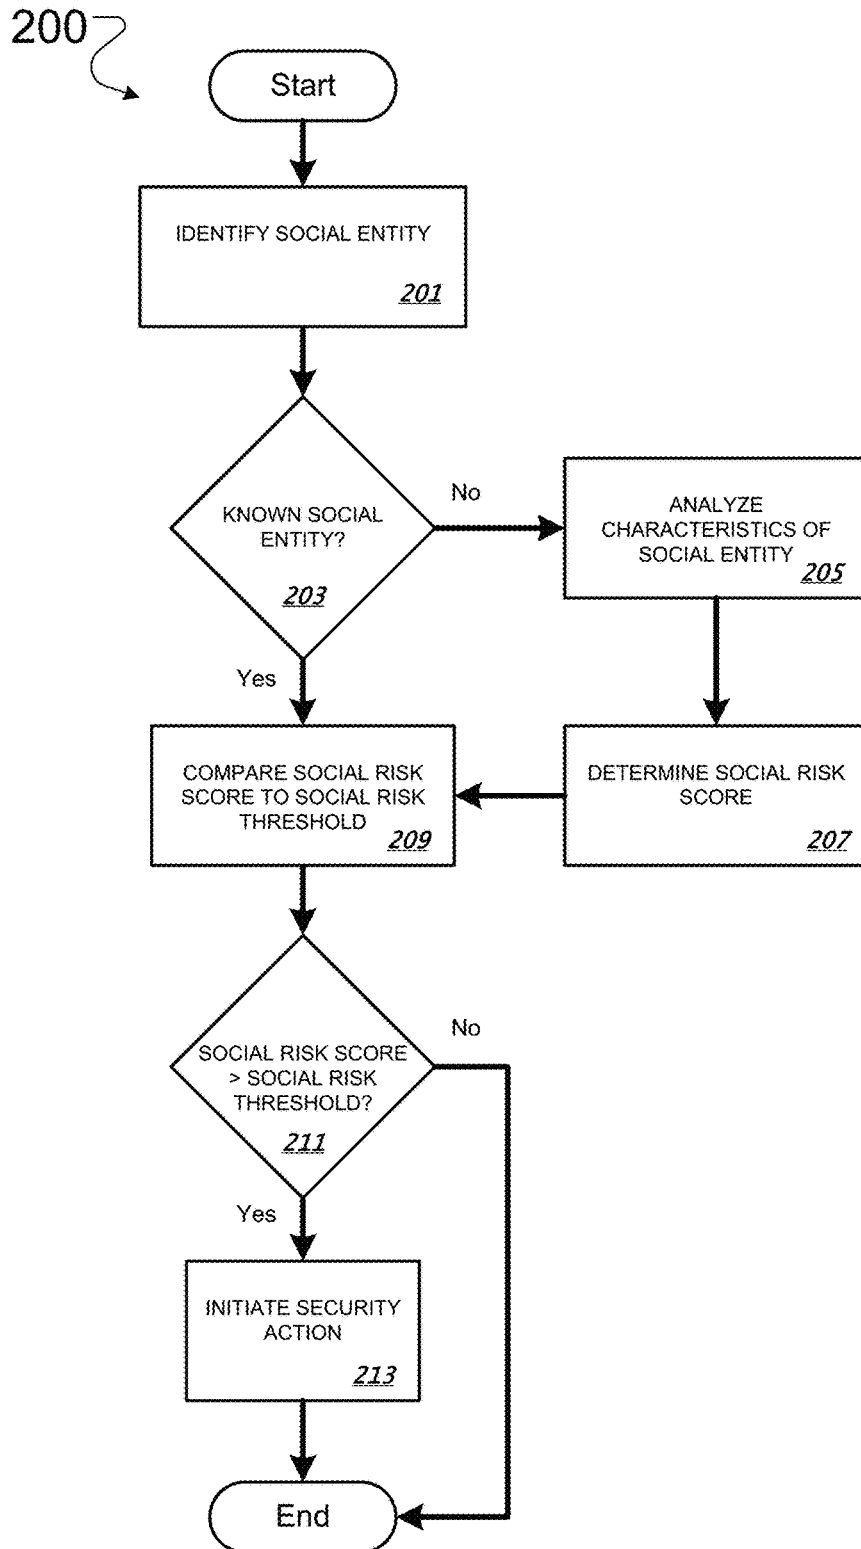 200
Start
IDENTIFY SOCIAL ENTITY
201
KNOWN SOCIAL
ENTITY?
203
No
ANALYZE
CHARACTERISTICS OF
SOCIAL ENTITY
205
Yes
COMPARE SOCIAL RISK
SCORE TO SOCIAL RISK
THRESHOLD
209
DETERMINE SOCIAL RISK
SCORE
207
SOCIAL RISK SCORE
> SOCIAL RISK
THRESHOLD?
211
No
Yes
INITIATE SECURITY
ACTION
213
End